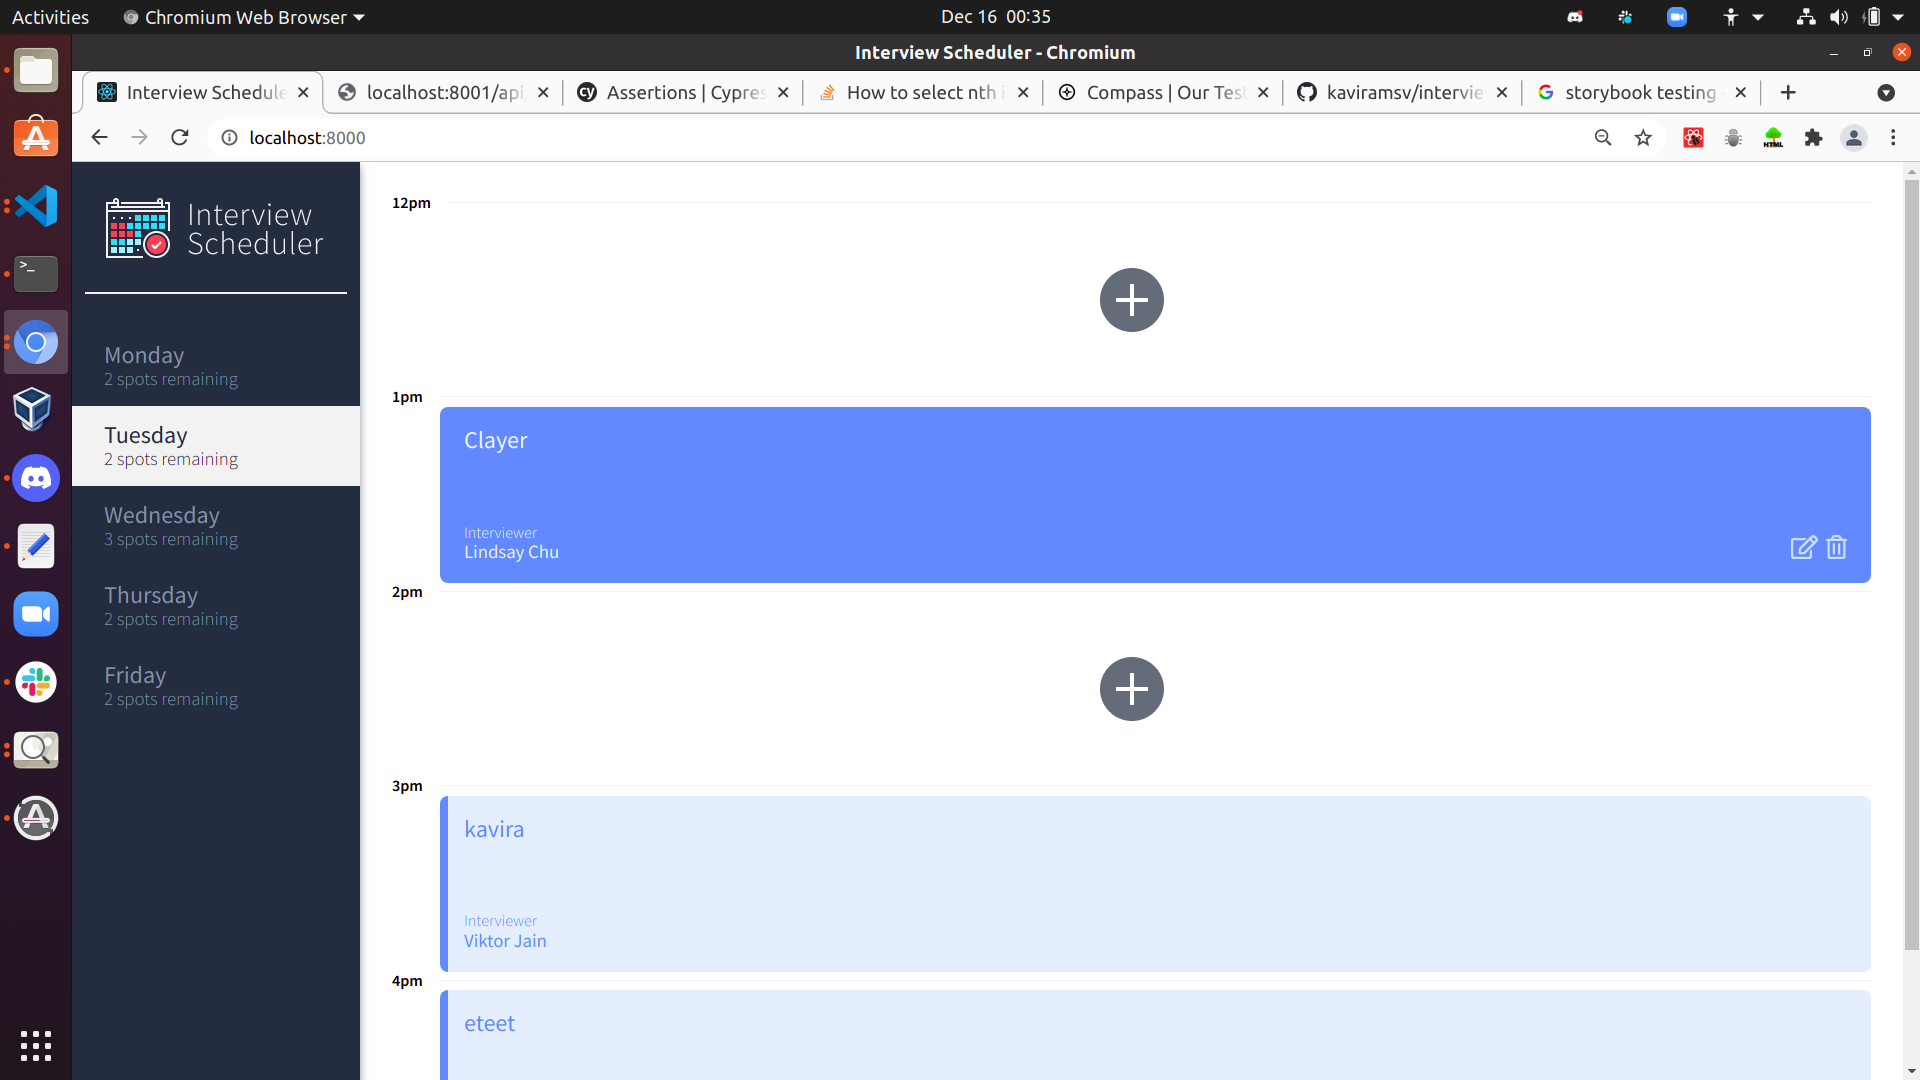 Activities
Chromium Web Browser
Dec 16 00:35
Interview Scheduler - Chromium
Interview Schedule
localhost:8001/api/
Assertions | Cypres
How to select nth i
Compass | Our Test
kaviramsv/intervie
storybook testing
localhost:8000
HTML
Interview
Scheduler
Monday
2 spots remaining
Tuesday
2 spots remaining
Wednesday
3 spots remaining
Thursday
2 spots remaining
Friday
2 spots remaining
12pm
1pm
Clayer
Interviewer
Lindsay Chu
2pm
3pm
kavira
Interviewer
Viktor Jain
4pm
eteet